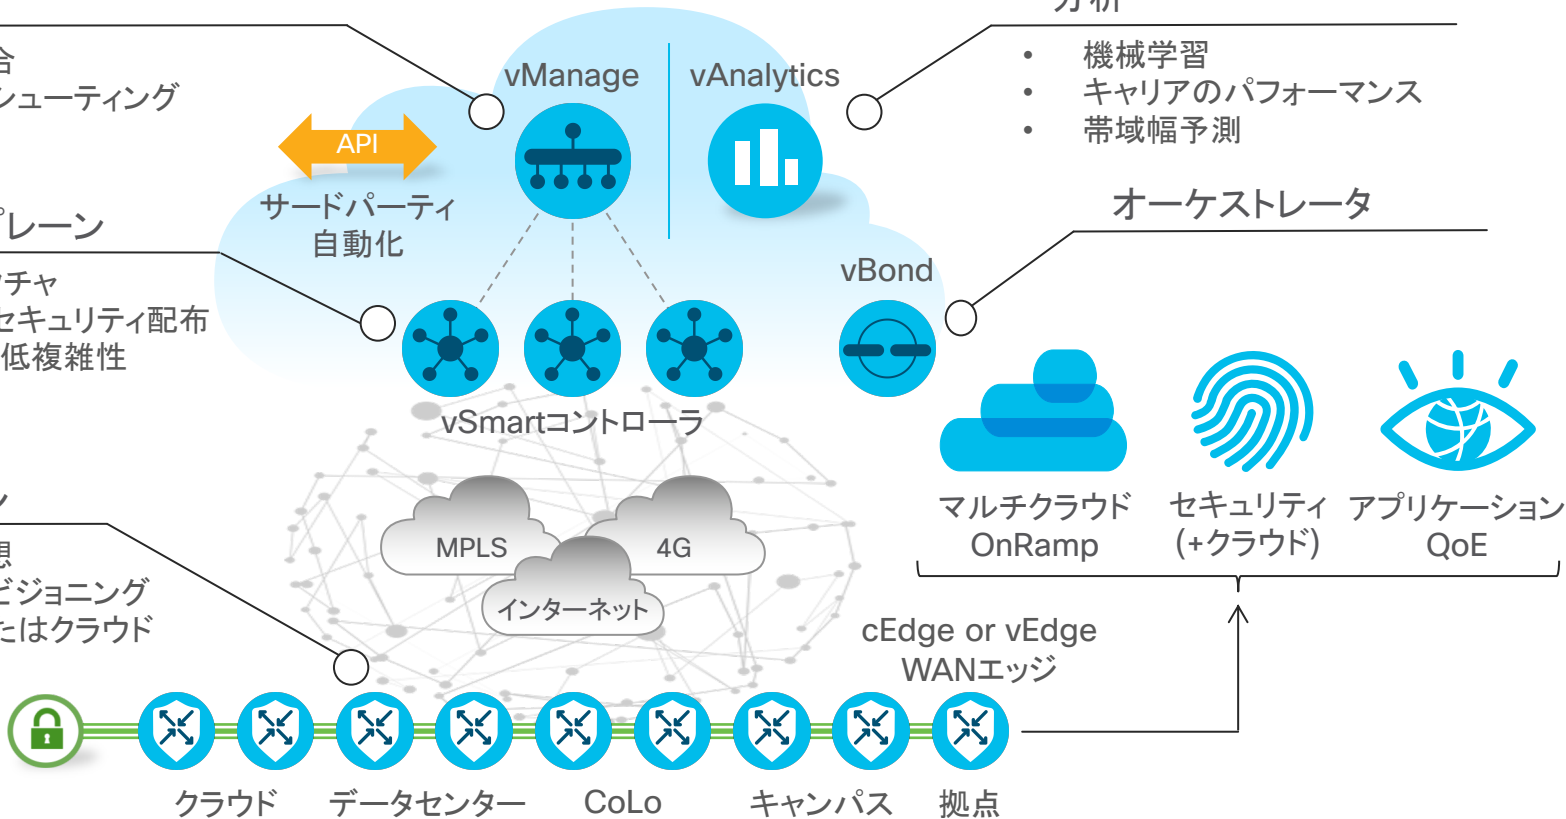 合
シューティング
vManage
vAnalytics
分析
• 機械学習
• キャリアのパフォーマンス
• 帯域幅予測
API
サードパーティ
自動化
オーケストレータ
プレーン
クチャ
セキュリティ配布
低複雑性
vBond
vSmartコントローラ
MPLS
4G
インターネット
マルチクラウド
OnRamp
セキュリティ
(+クラウド)
アプリケーション
QoE
ン
想
ビジョニング
たはクラウド
cEdge or vEdge
WANエッジ
クラウド
データセンター
CoLo
キャンパス
拠点